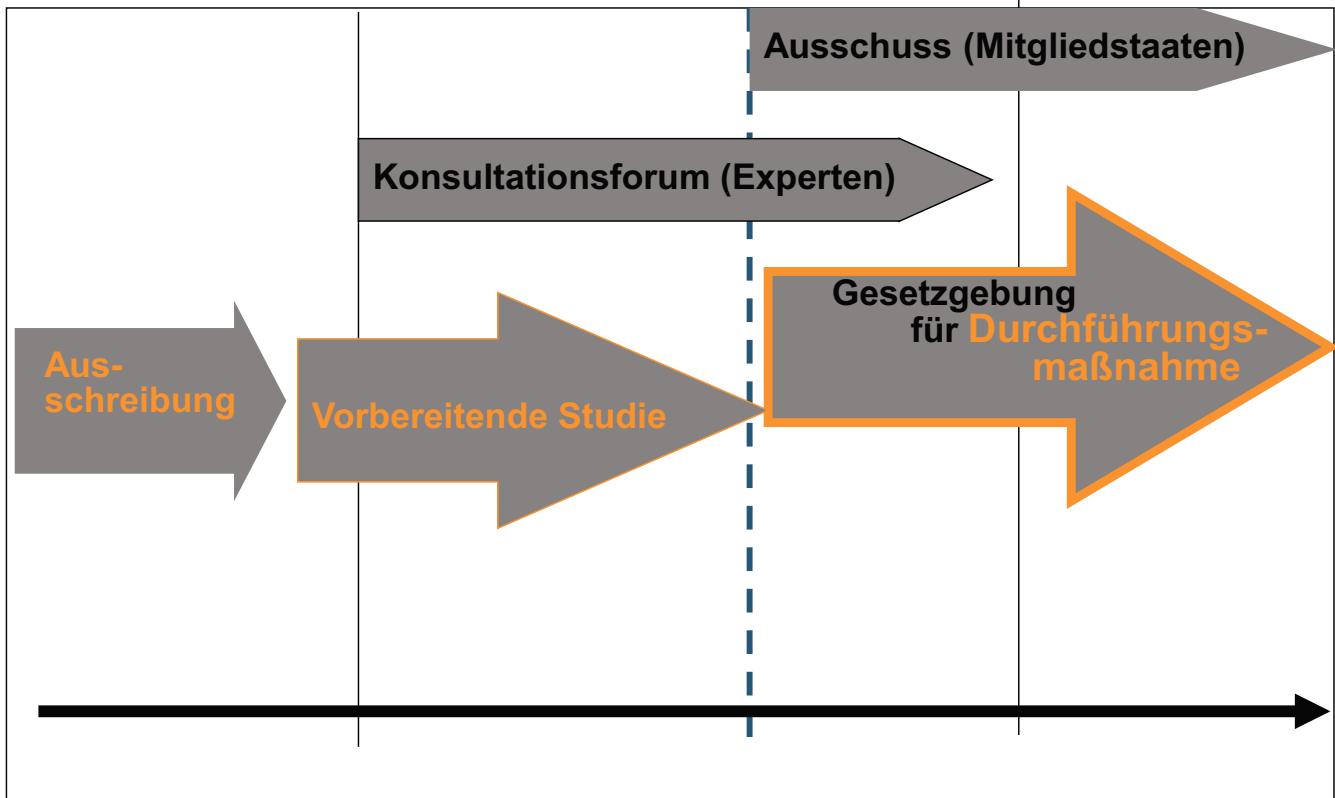 Ausschuss (Mitgliedstaaten)
Konsultationsforum (Experten)
Gesetzgebung
für Durchführungs-
maßnahme
Aus-
schreibung
Vorbereitende Studie